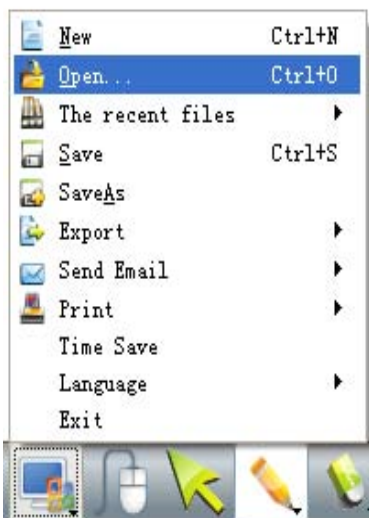 New Ctrl+N
Open... Ctrl+O
The recent files
Save Ctrl+S
SaveAs
Export
Send Email
Print
Time Save
Language
Exit